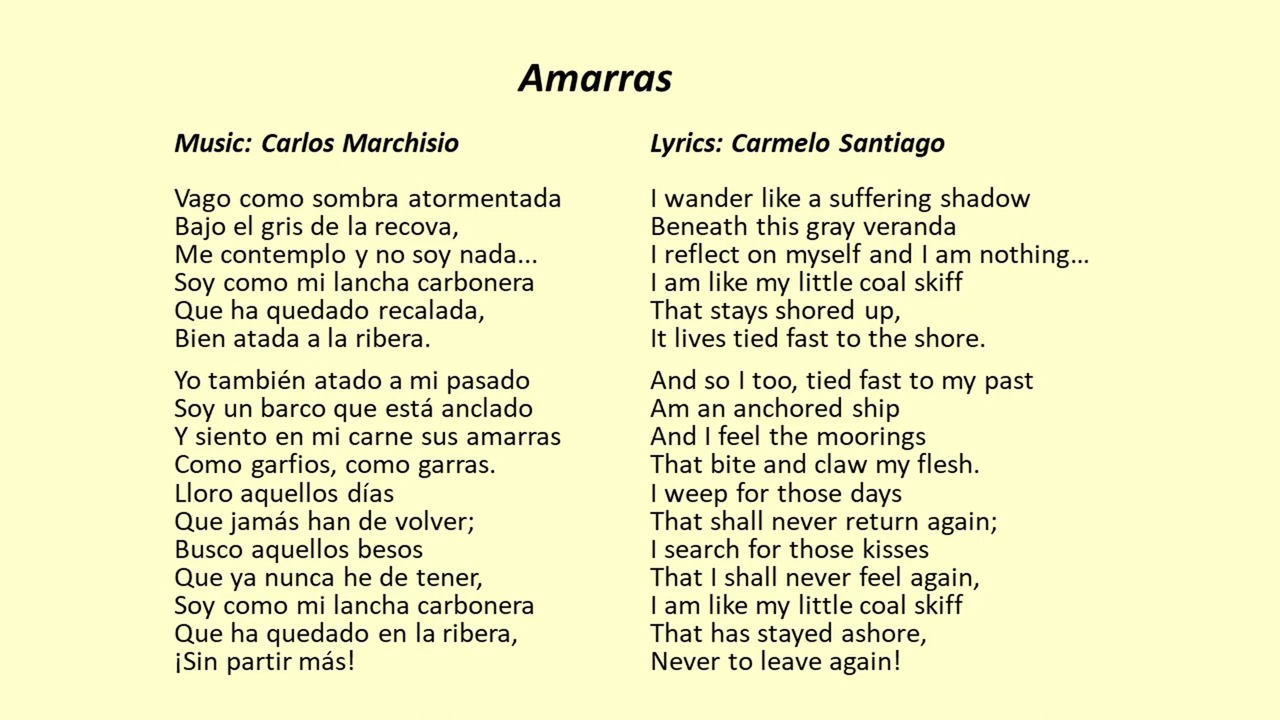 Amarras
Music: Carlos Marchisio
Vago como sombra atormentada
Bajo el gris de la recova,
Me contemplo y no soy nada...
Soy como mi lancha carbonera
Que ha quedado recalada,
Bien atada a la ribera.
Yo también atado a mi pasado
Soy un barco que está anclado
Y siento en mi carne sus amarras
Como garfios, como garras.
Lloro aquellos días
Que jamás han de volver;
Busco aquellos besos
Que ya nunca he de tener,
Soy como mi lancha carbonera
Que ha quedado en la ribera,
¡Sin partir más!
Lyrics: Carmelo Santiago
I wander like a suffering shadow
Beneath this gray veranda
I reflect on myself and I am nothing...
I am like my little coal skiff
That stays shored up,
It lives tied fast to the shore.
And so I too, tied fast to my past
Am an anchored ship
And I feel the moorings
That bite and claw my flesh.
I weep for those days
That shall never return again;
I search for those kisses
That I shall never feel again,
I am like my little coal skiff
That has stayed ashore,
Never to leave again!